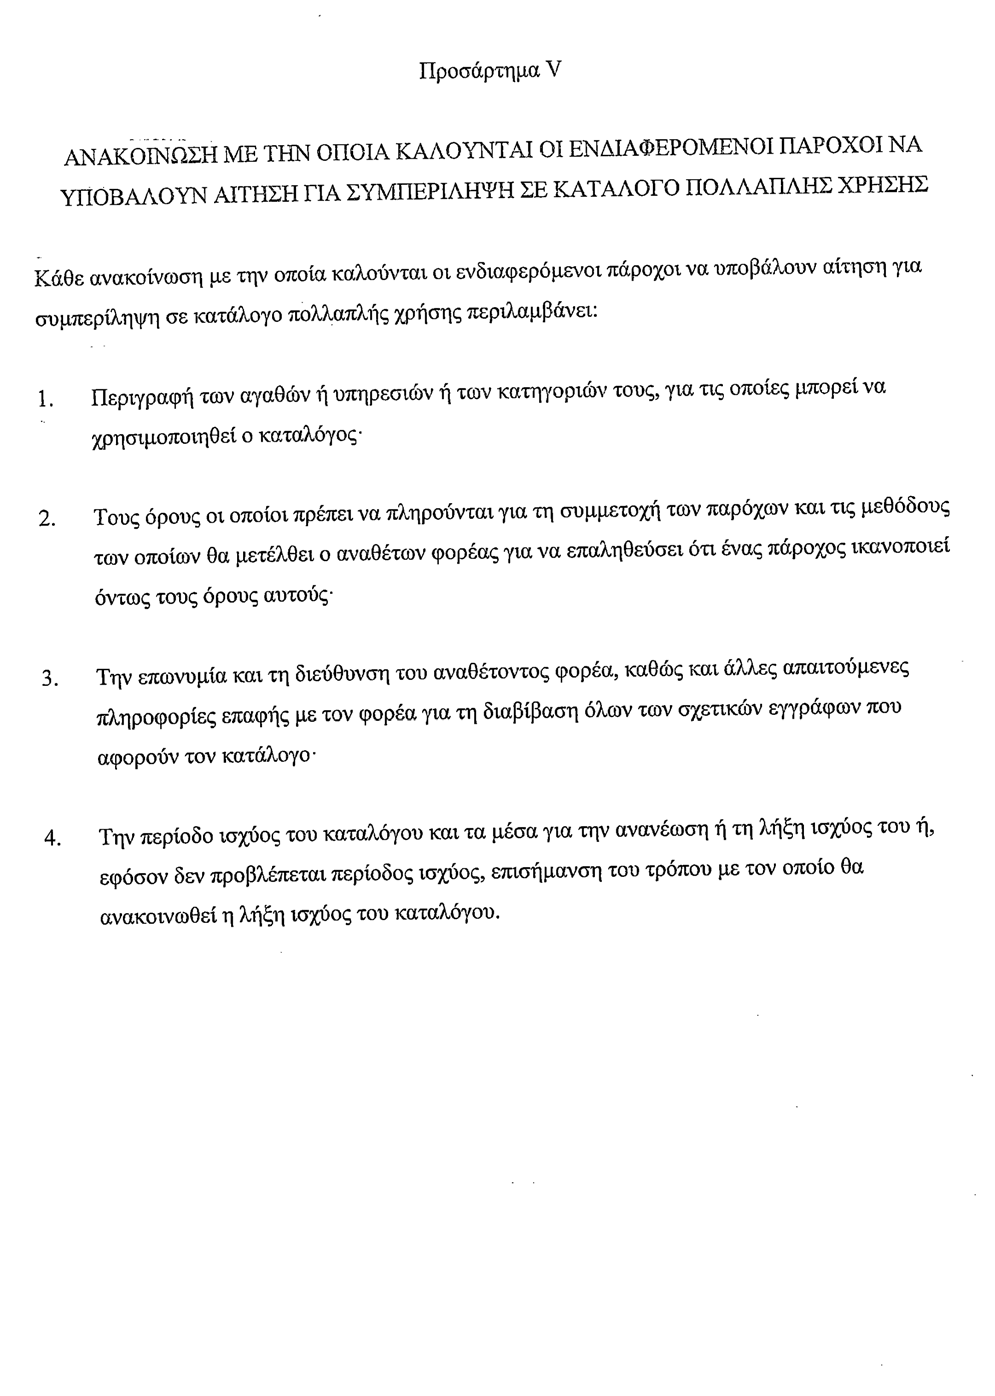 Προσάρτημα V
ΑΝΑΚΟΙΝΩΣΗ ΜΕ ΤΗΝ ΟΠΟΙΑ ΚΑΛΟΥΝΤΑΙ ΟΙ ΕΝΔΙΑΦΕΡΟΜΕΝΟΙ ΠΑΡΟΧΟΙ ΝΑ
ΥΠΟΒΑΛΟΥΝ ΑΙΤΗΣΗ ΓΙΑ ΣΥΜΠΕΡΙΛΗΨΗ ΣΕ ΚΑΤΑΛΟΓΟ ΠΟΛΛΑΠΛΗΣ ΧΡΗΣΗΣ
Κάθε ανακοίνωση με την οποία καλούνται οι ενδιαφερόμενοι πάροχοι να υποβάλουν αίτηση για
συμπερίληψη σε κατάλογο πολλαπλής χρήσης περιλαμβάνει:
1. Περιγραφή των αγαθών ή υπηρεσιών ή των κατηγοριών τους, για τις οποίες μπορεί να
χρησιμοποιηθεί ο καταλόγος·
2. Τους όρους οι οποίοι πρέπει να πληρούνται για τη συμμετοχή των παρόχων και τις μεθόδους
των οποίων θα μετέλθει ο αναθέτων φορέας για να επαληθεύσει ότι ένας πάροχος ικανοποιεί
όντως τους όρους αυτούς·
3. Την επωνυμία και τη διεύθυνση του αναθέτοντος φορέα, καθώς και άλλες απαιτούμενες
πληροφορίες επαφής με τον φορέα για τη διαβίβαση όλων των σχετικών εγγράφων που
αφορούν τον κατάλογο·
4. Την περίοδο ισχύος του καταλόγου και τα μέσα για την ανανέωση ή τη λήξη ισχύος του ή,
εφόσον δεν προβλέπεται περίοδος ισχύος, επισήμανση του τρόπου με τον οποίο θα
ανακοινωθεί η λήξη ισχύος του καταλόγου.